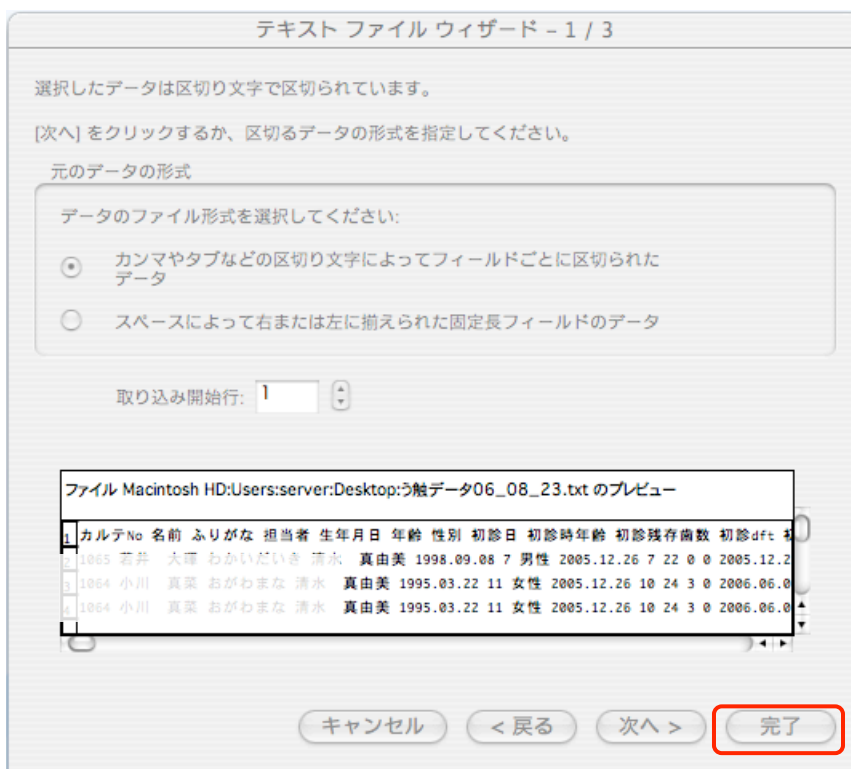 テキスト ファイル ウィザード – 1 / 3
選択したデータは区切り文字で区切られています。
[次へ] をクリックするか、区切るデータの形式を指定してください。
元のデータの形式
データのファイル形式を選択してください:
カンマやタブなどの区切り文字によってフィールドごとに区切られた
データ
スペースによって右または左に揃えられた固定長フィールドのデータ
取り込み開始行: 1
ファイル Macintosh HD:Users:server:Desktop:う触データ06_08_23.txt のプレビュー
1 カルテNo 名前 ふりがな 担当者 生年月日 年齢 性別 初診日 初診時年齢 初診残存歯数 初診dft
2 1065 若井 大暉 わかいだいき 清水 真由美 1998.09.08 7 男性 2005.12.26 7 22 0 0 2005.12.2
3 1064 小川 真菜 おがわまな 清水 真由美 1995.03.22 11 女性 2005.12.26 10 24 3 0 2006.06.0
4 1064 小川 真菜 おがわまな 清水 真由美 1995.03.22 11 女性 2005.12.26 10 24 3 0 2006.06.0
キャンセル < 戻る 次へ > 完了